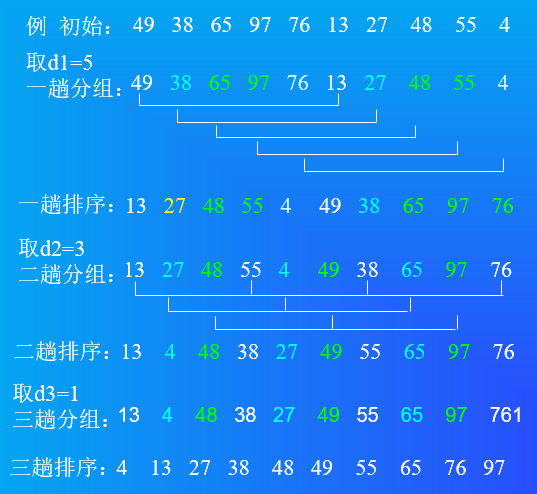 例 初始： 49 38 65 97 76 13 27 48 55 4
取d1=5
一趟分组： 49 38 65 97 76 13 27 48 55 4
一趟排序： 13 27 48 55 4 49 38 65 97 76
取d2=3
二趟分组： 13 27 48 55 4 49 38 65 97 76
二趟排序： 13 4 48 38 27 49 55 65 97 76
取d3=1
三趟分组： 13 4 48 38 27 49 55 65 97 761
三趟排序： 4 13 27 38 48 49 55 65 76 97